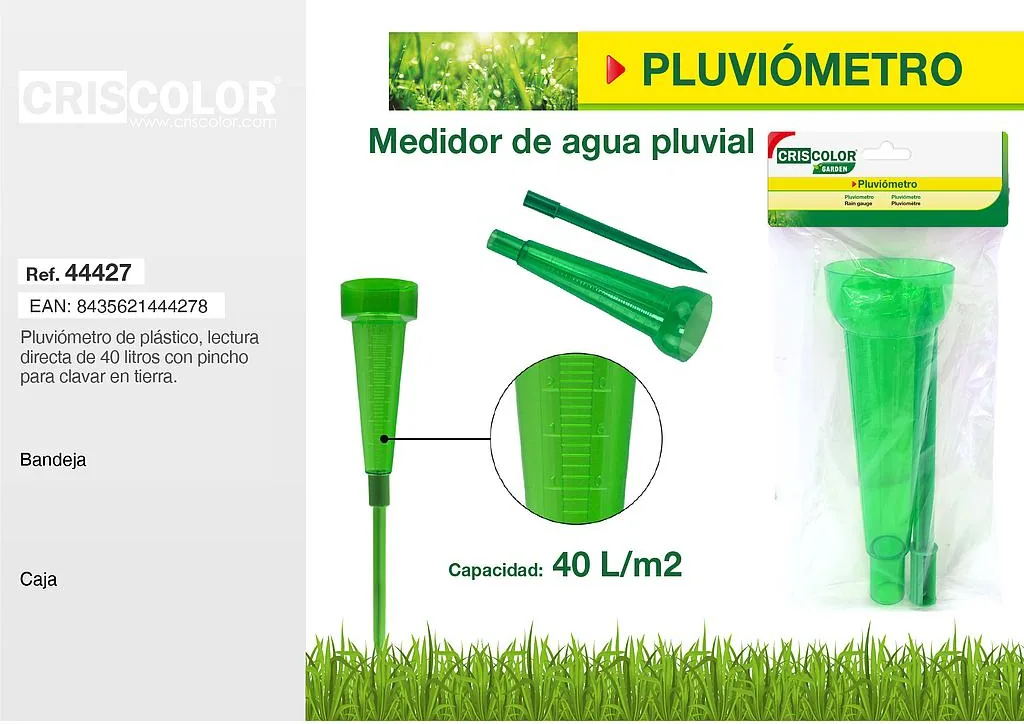 CRISCOLOR®
www.criscolor.com
Ref. 44427
EAN: 8435621444278
Pluviómetro de plástico, lectura
directa de 40 litros con pincho
para clavar en tierra.
Bandeja
Caja
PLUVIÓMETRO
Medidor de agua pluvial
CRISCOLOR
GARDEN
Pluviómetro
Pluviometro Pluviómetro
Rain gauge Pluviomètre
Capacidad: 40 L/m2